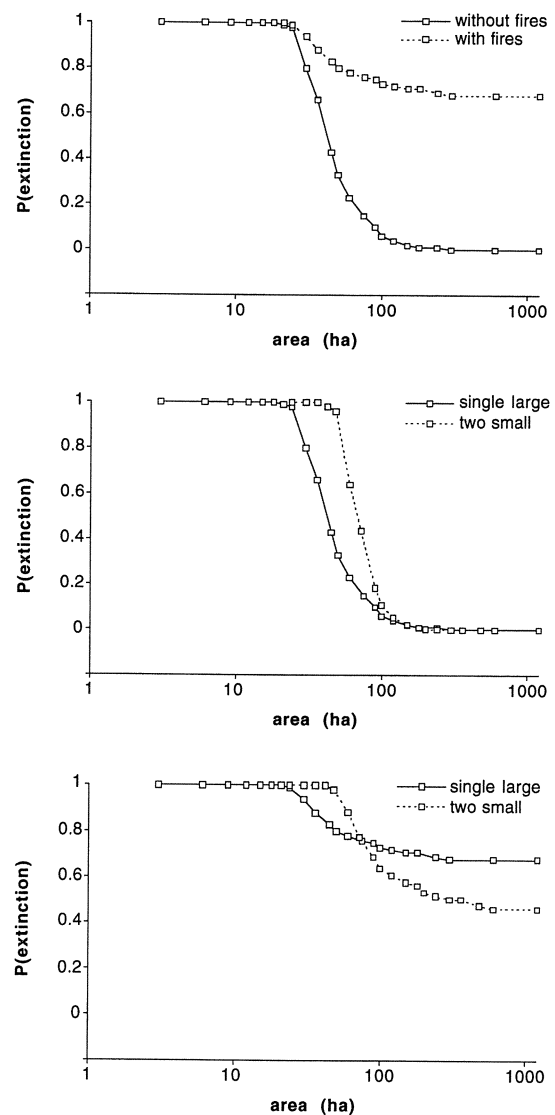 without fires
with fires
1
0.8
0.6
0.4
0.2
0
P(extinction)
1
10
100
1000
area (ha)
single large
two small
1
0.8
0.6
0.4
0.2
0
P(extinction)
1
10
100
1000
area (ha)
single large
two small
1
0.8
0.6
0.4
0.2
0
P(extinction)
1
10
100
1000
area (ha)